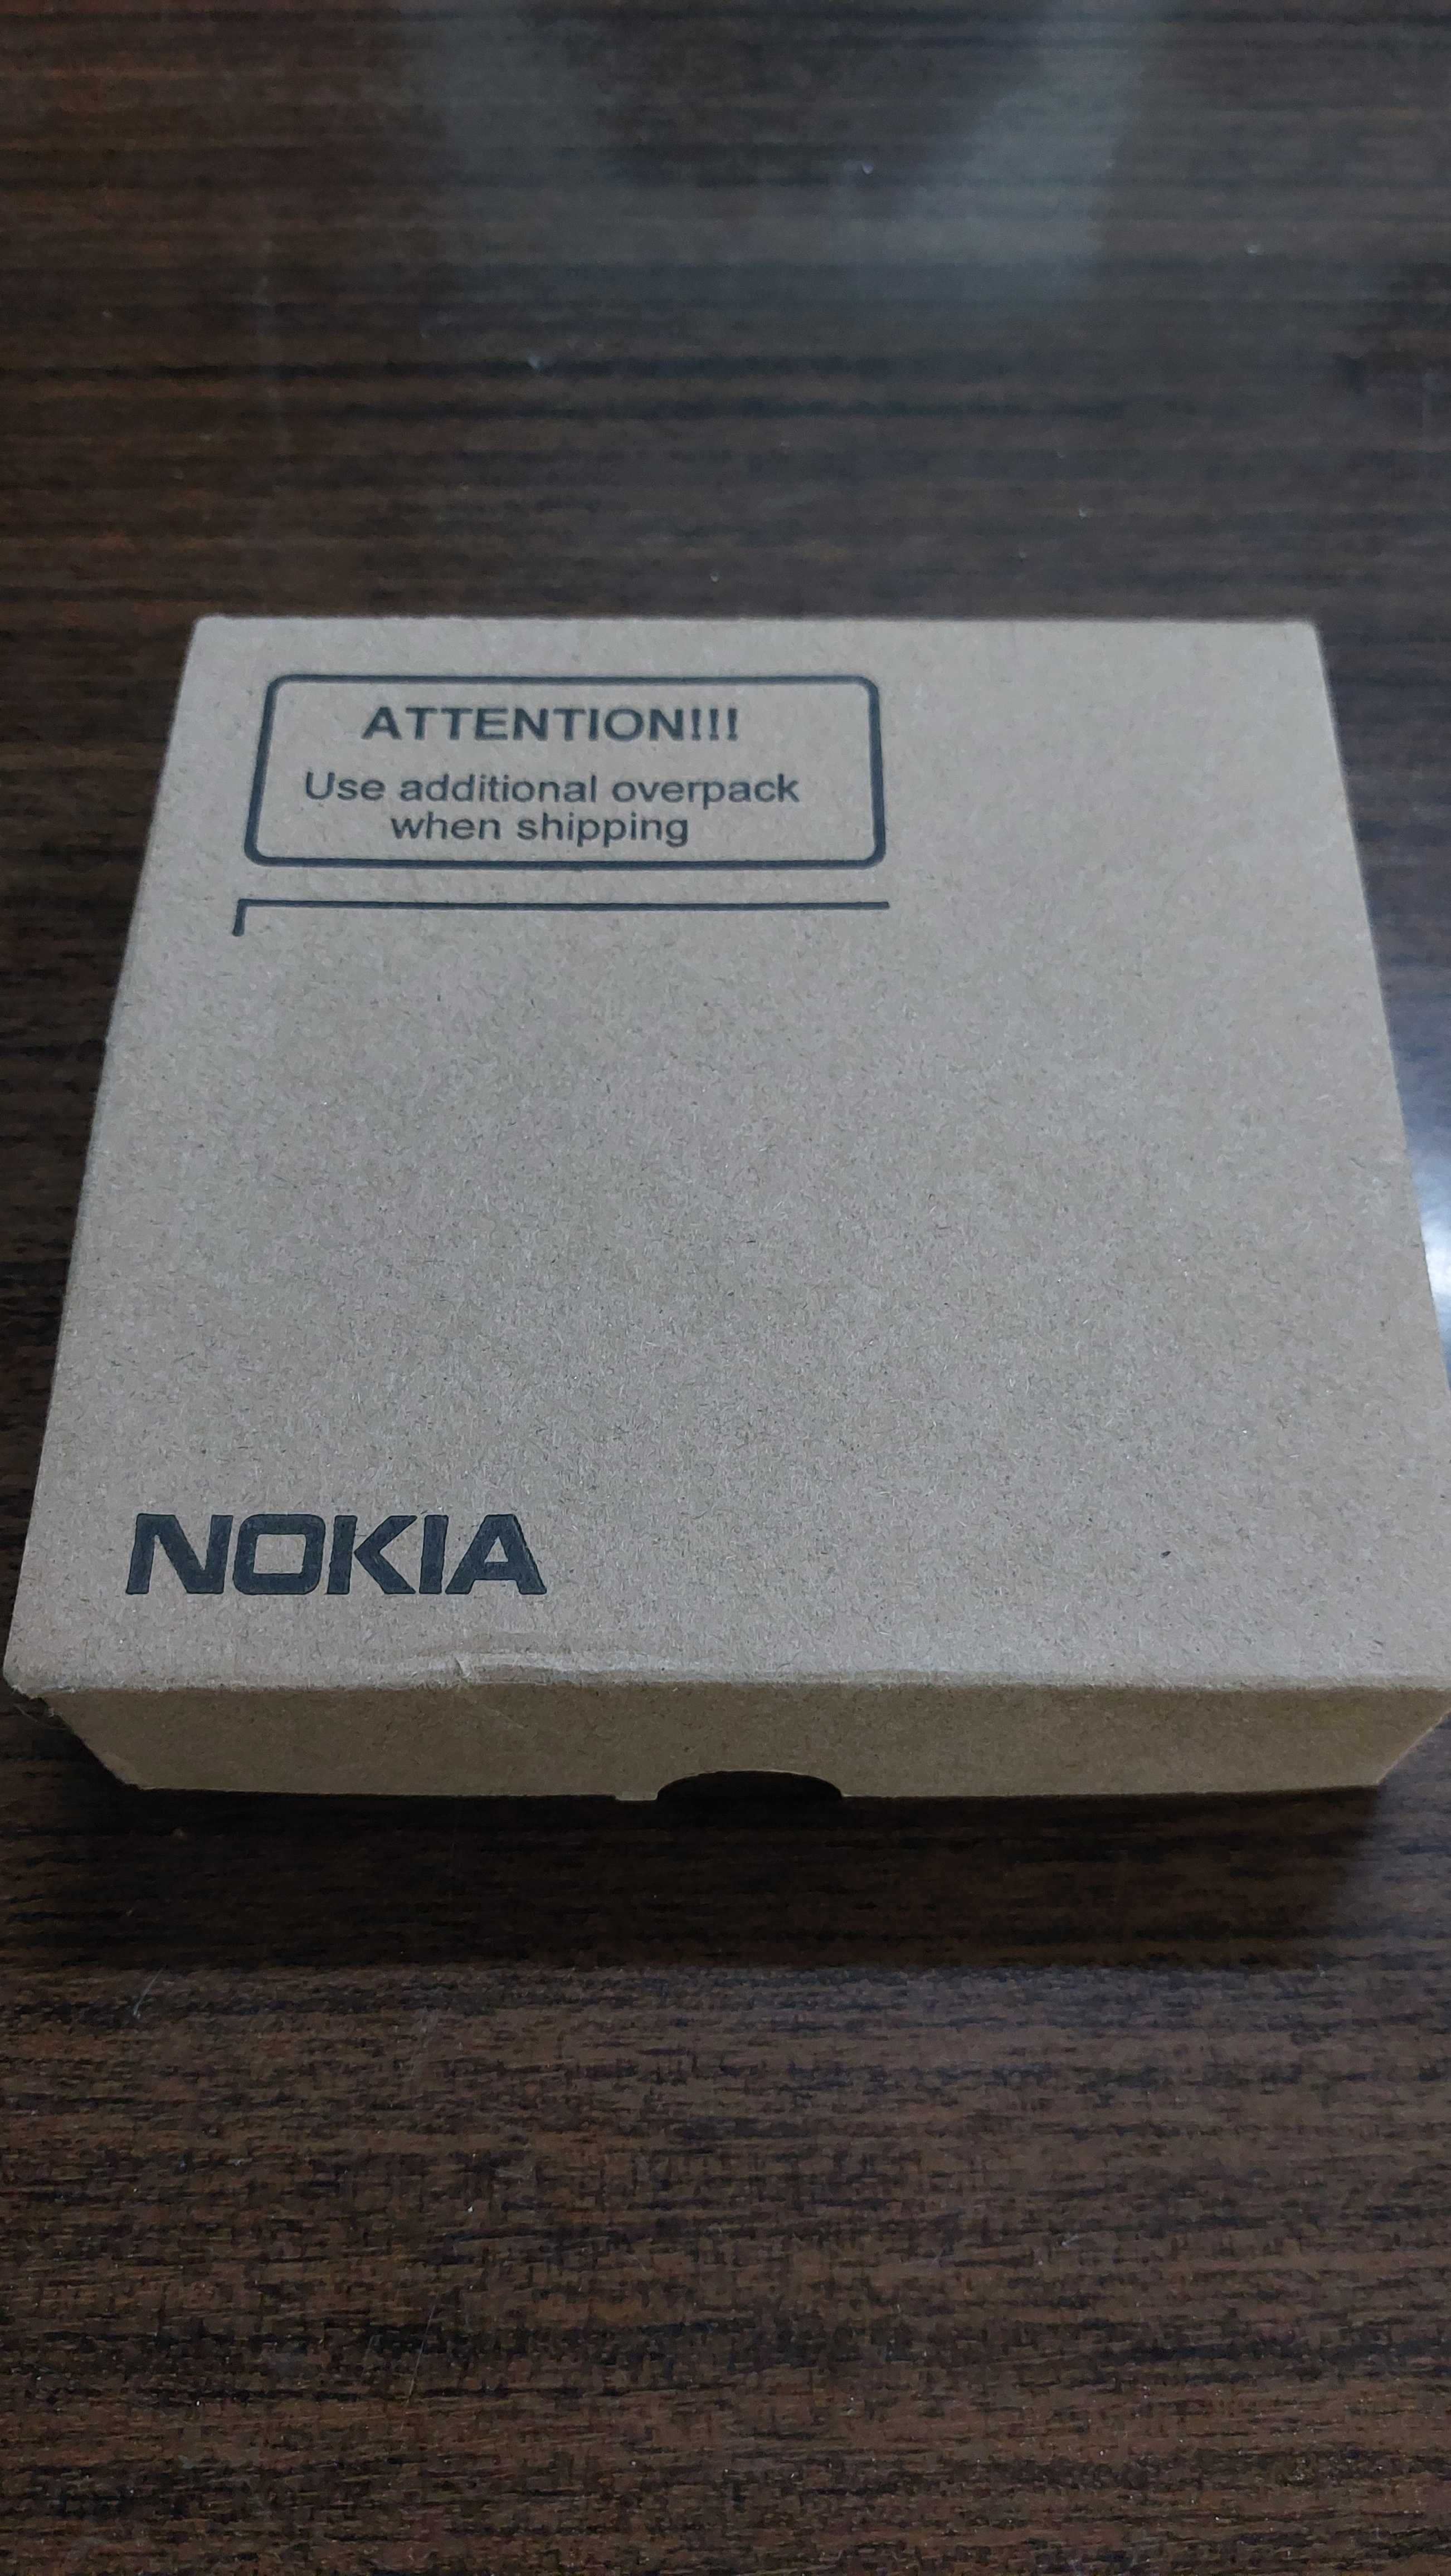 ATTENTION!!!
Use additional overpack
when shipping
NOKIA